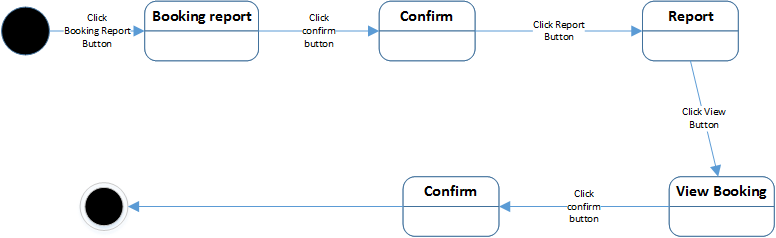 Click
Booking Report
Button
Booking report
Click
confirm
button
Confirm
Click Report
Button
Report
Click View
Button
View Booking
Click
confirm
button
Confirm